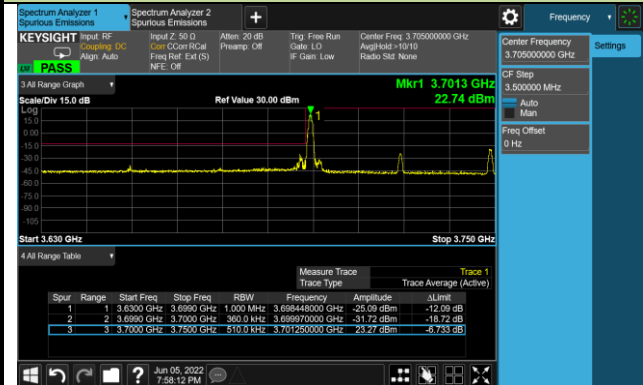 Spectrum Analyzer 1
Spurious Emissions
Spectrum Analyzer 2
Spurious Emissions
+
Frequency
KEYSIGHT
Input: RF
Coupling: DC
Align: Auto
Input Z: 50 Ω
Corr CCorr RCal
Freq Ref: Ext (S)
NFE: Off
Atten: 20 dB
Preamp: Off
Trig: Free Run
Gate: LO
IF Gain: Low
Center Freq: 3.705000000 GHz
Avg|Hold:>10/10
Radio Std: None
PASS
Center Frequency
3.705000000 GHz
Settings
CF Step
3.500000 MHz
Auto
Man
Freq Offset
0 Hz
3 All Range Graph
Mkr1 3.7013 GHz
Scale/Div 15.0 dB
Ref Value 30.00 dBm
22.74 dBm
Log
1
15.0
0.00
-15.0
-30.0
-45.0
-60.0
-75.0
-90.0
-105
Start 3.630 GHz
Stop 3.750 GHz
4 All Range Table
Measure Trace Trace 1
Trace Type Trace Average (Active)
Spur Range Start Freq Stop Freq RBW Frequency Amplitude ΔLimit
1 1 3.6300 GHz 3.6990 GHz 1.000 MHz 3.698448000 GHz -25.09 dBm -12.09 dB
2 2 3.6990 GHz 3.7000 GHz 360.0 kHz 3.699970000 GHz -31.72 dBm -18.72 dB
3 3 3.7000 GHz 3.7500 GHz 510.0 kHz 3.701250000 GHz 23.27 dBm -6.733 dB
?
Jun 05, 2022
7:58:12 PM